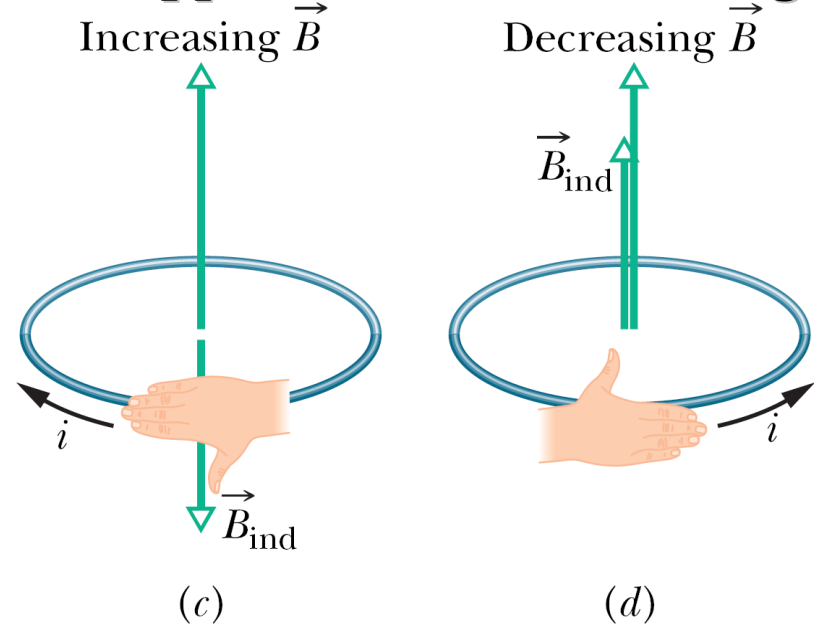 Increasing B⃗
Decreasing B⃗
B⃗ind
i
i
B⃗ind
(c)
(d)